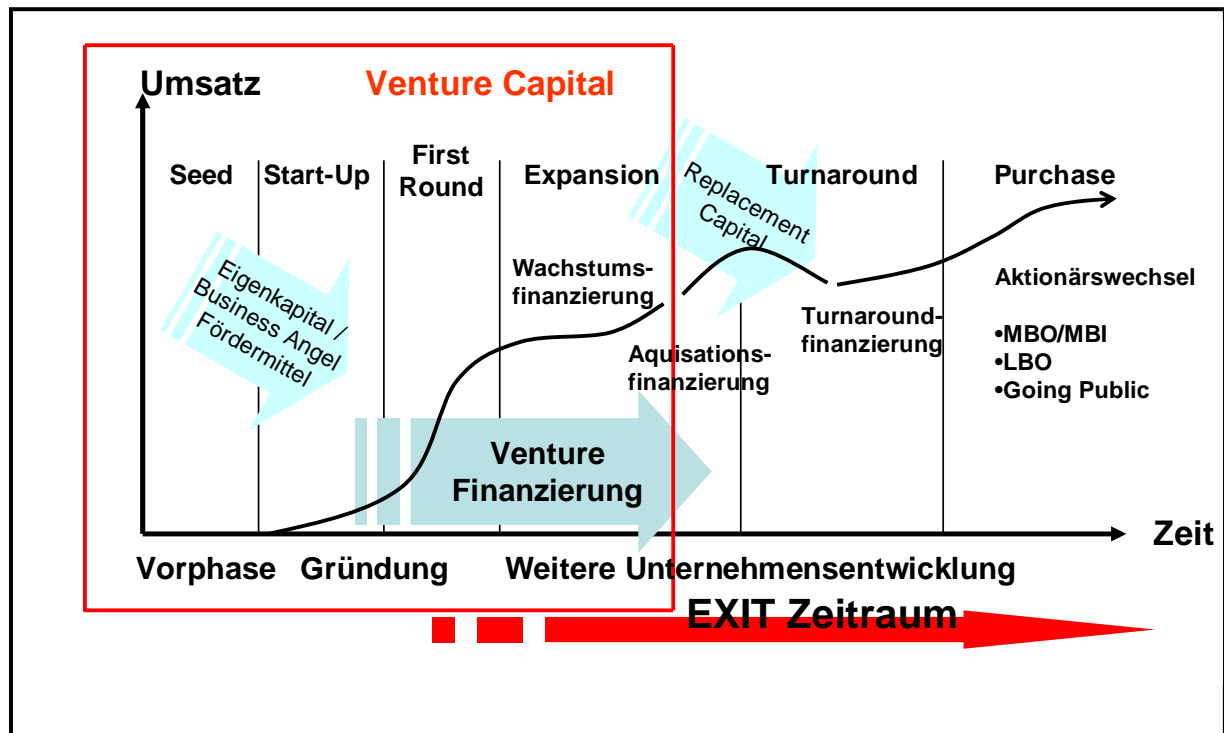 Umsatz
Venture Capital
Seed
Start-Up
First
Round
Expansion
Turnaround
Purchase
Replacement
Capital
Eigenkapital /
Business Angel
Fördermittel
Wachstums-
finanzierung
Aquisations-
finanzierung
Turnaround-
finanzierung
Aktionärswechsel
•MBO/MBI
•LBO
•Going Public
Venture
Finanzierung
Zeit
Vorphase
Gründung
Weitere Unternehmensentwicklung
EXIT Zeitraum